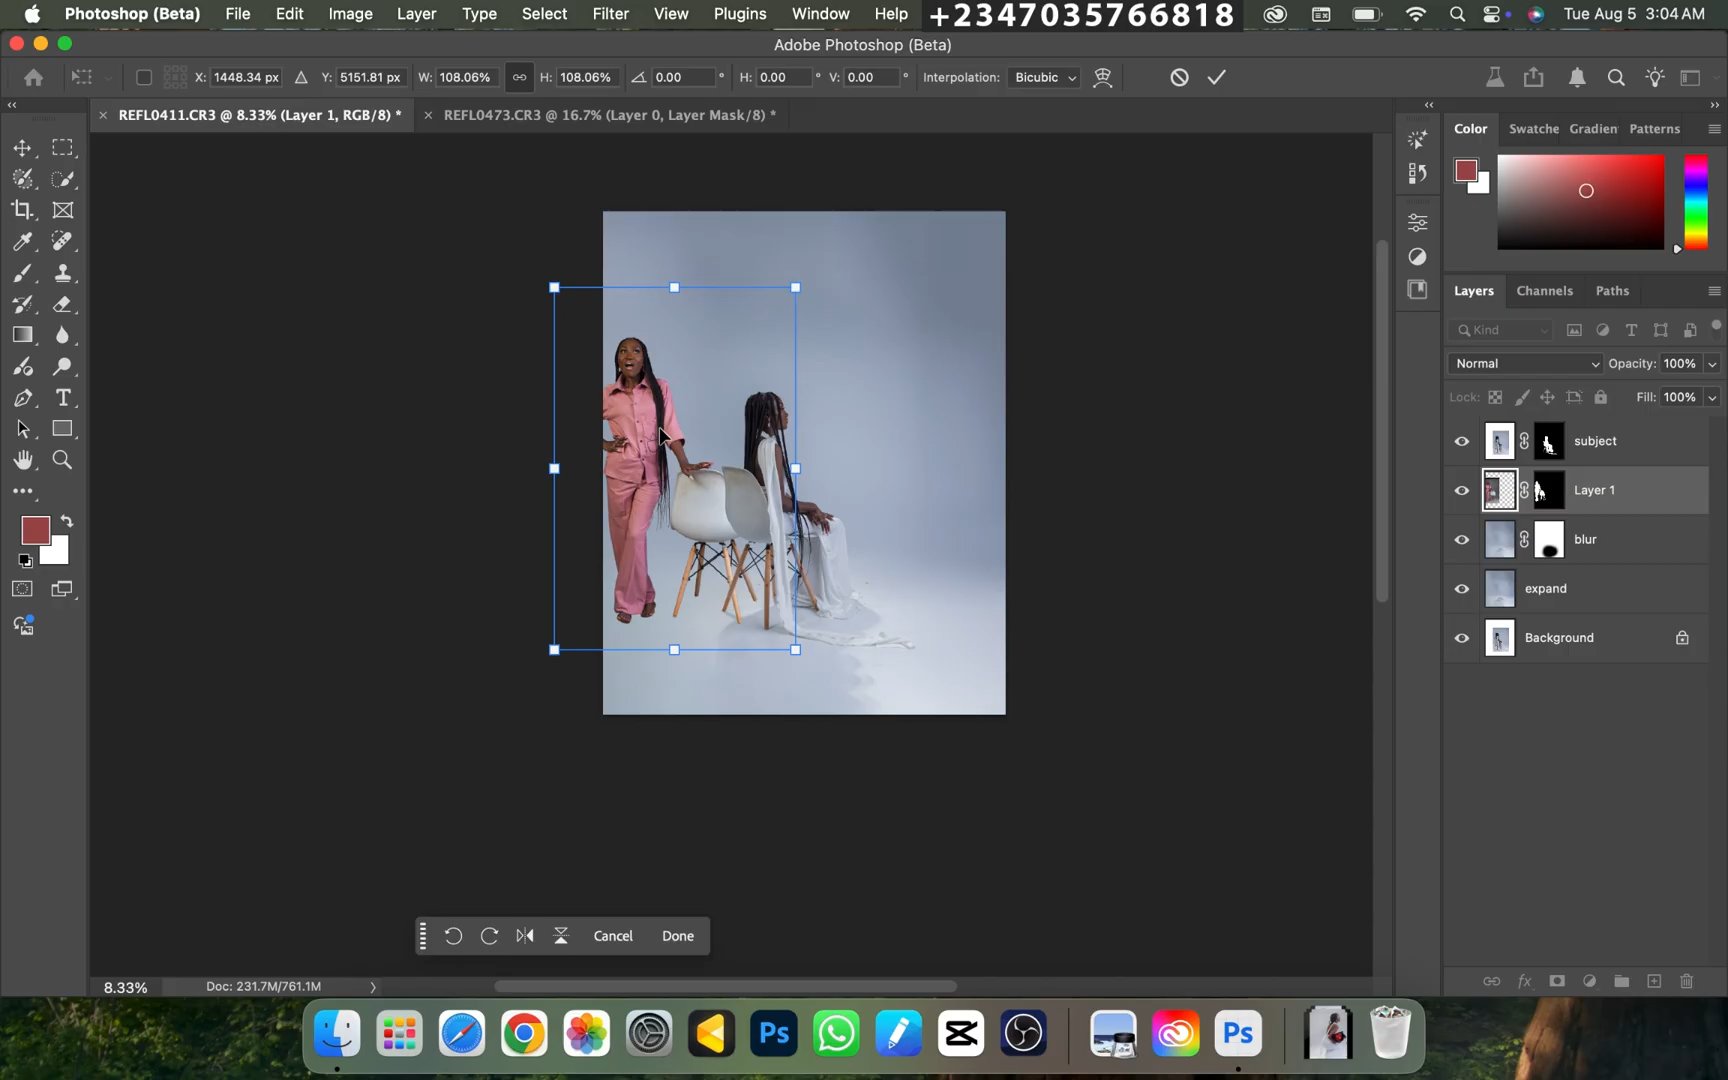 Photoshop (Beta) File Edit Image Layer Type Select Filter View Plugins Window Help +2347035766818 Tue Aug 5 3:04 AM
Adobe Photoshop (Beta)
X: 1448.34 px Y: 5151.81 px W: 108.06% H: 108.06% 0.00 ° H: 0.00 ° V: 0.00 ° Interpolation: Bicubic
REFL0411.CR3 @ 8.33% (Layer 1, RGB/8) * REFL0473.CR3 @ 16.7% (Layer 0, Layer Mask/8) *
Color Swatche Gradien Patterns
Layers Channels Paths
Kind
Normal Opacity: 100%
Lock: Fill: 100%
subject
Layer 1
blur
expand
Background
Cancel Done
8.33% Doc: 231.7M/761.1M
Ps Ps